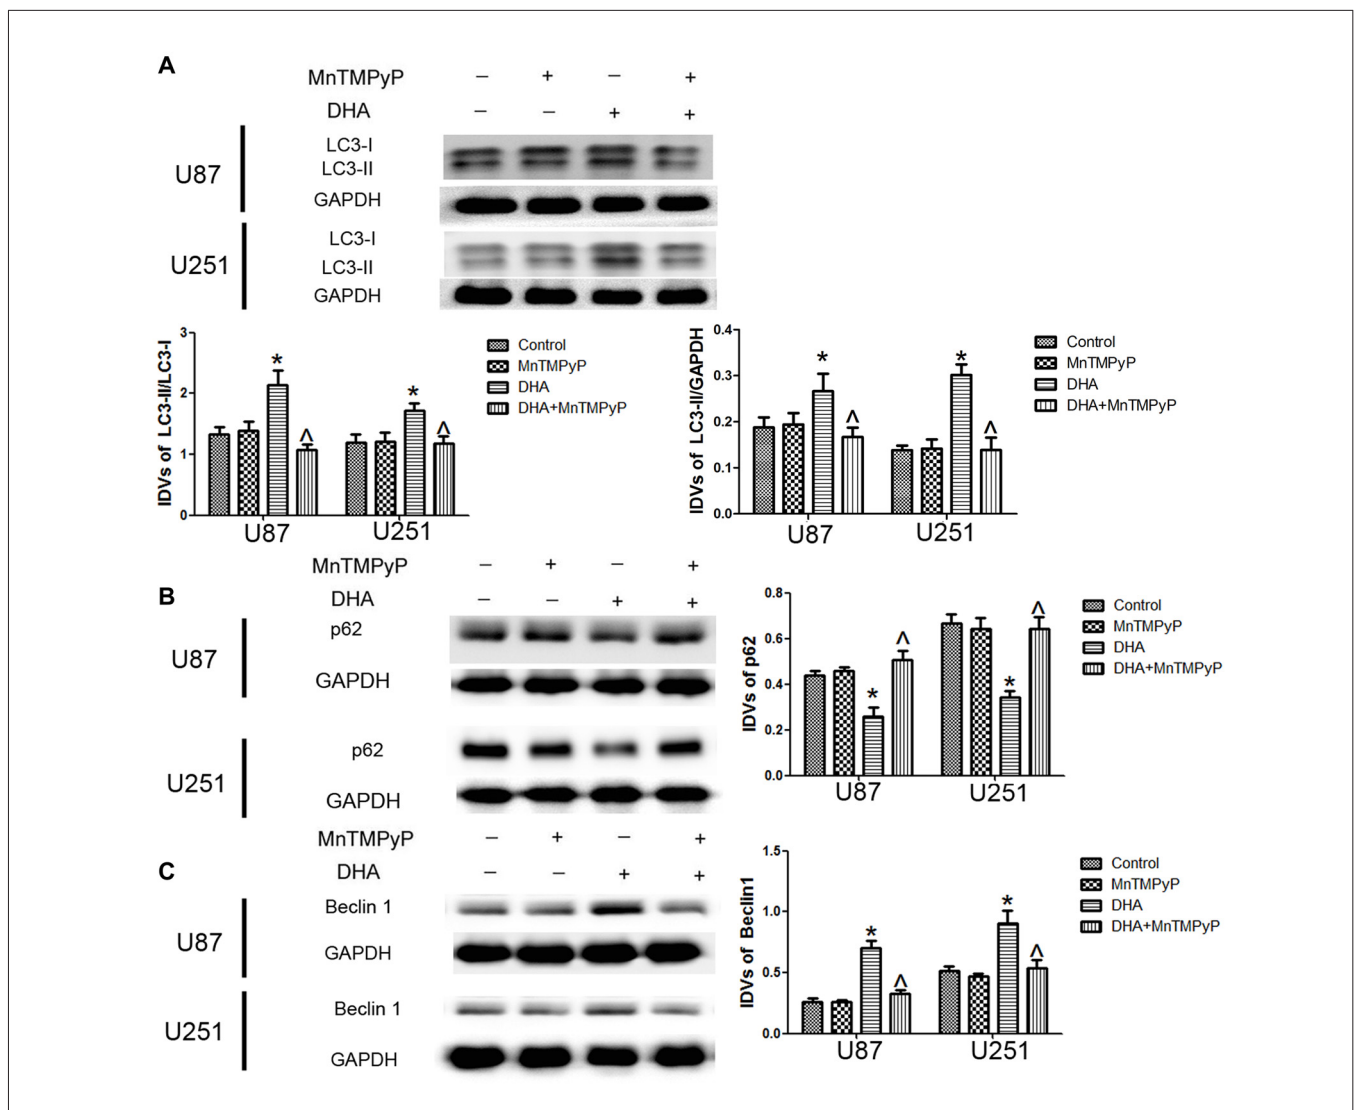 A
MnTMPyP − + − +
DHA − − + +
U87
LC3-I
LC3-II
GAPDH
U251
LC3-I
LC3-II
GAPDH
IDVs of LC3-II/LC3-I
3
2
1
0
* ^ * ^
U87 U251
Control
MnTMPyP
DHA
DHA+MnTMPyP
IDVs of LC3-II/GAPDH
0.4
0.3
0.2
0.1
0.0
* ^ * ^
U87 U251
Control
MnTMPyP
DHA
DHA+MnTMPyP
B
MnTMPyP − + − +
DHA − − + +
U87
p62
GAPDH
U251
p62
GAPDH
IDVs of p62
0.8
0.6
0.4
0.2
0.0
* ^ * ^
U87 U251
Control
MnTMPyP
DHA
DHA+MnTMPyP
C
MnTMPyP − + − +
DHA − − + +
U87
Beclin 1
GAPDH
U251
Beclin 1
GAPDH
IDVs of Beclin1
1.5
1.0
0.5
0.0
* ^ * ^
U87 U251
Control
MnTMPyP
DHA
DHA+MnTMPyP